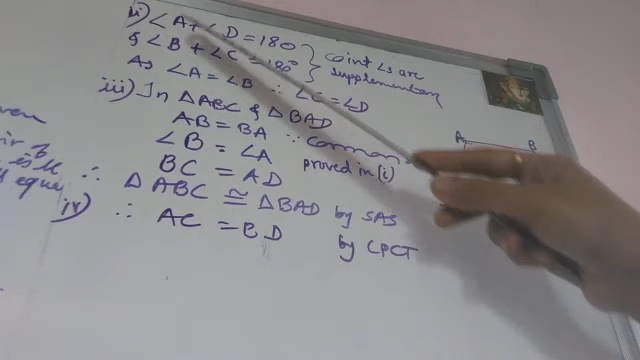 ii) ∠A + ∠D = 180
& ∠B + ∠C = 180° } coint ∠s are supplementary
As ∠A = ∠B ∴ ∠C = ∠D
iii) In △ABC & △BAD
AB = BA ∵ common
∠B = ∠A proved in (i)
BC = AD
∴ △ABC ≅ △BAD by SAS
iv) ∴ AC = BD by CPCT
A B